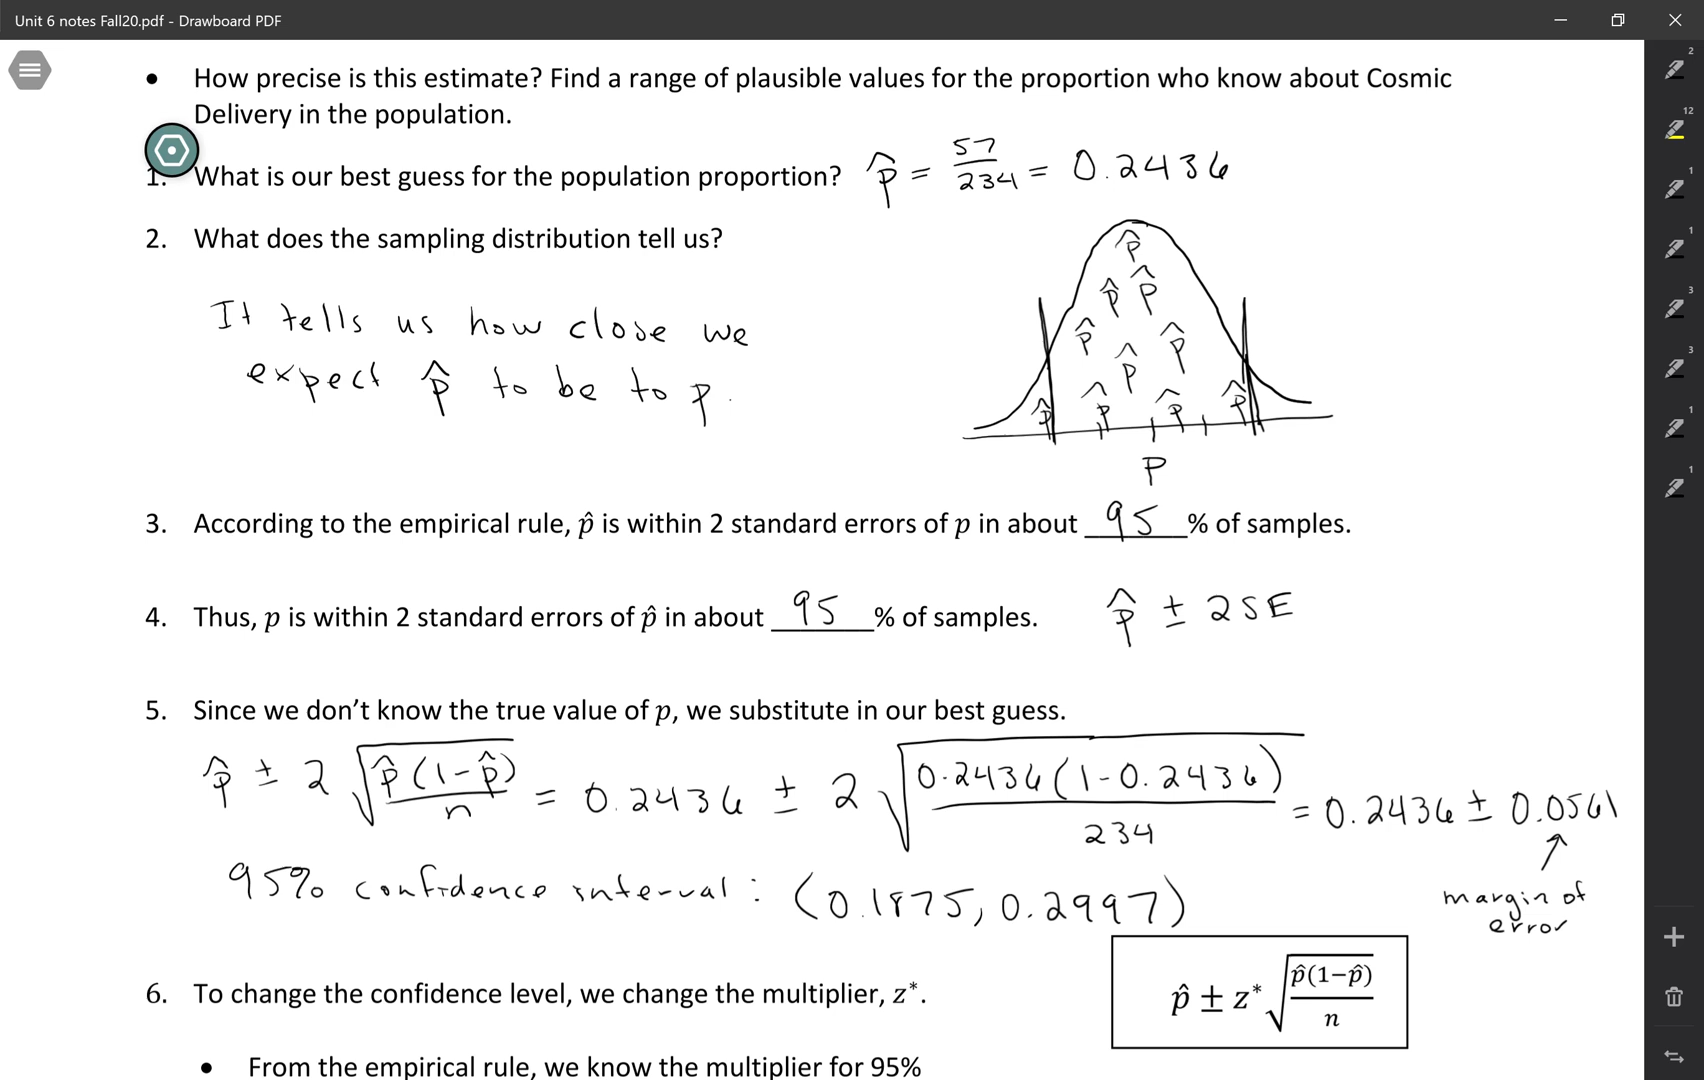 Unit 6 notes Fall20.pdf - Drawboard PDF
• How precise is this estimate? Find a range of plausible values for the proportion who know about Cosmic
Delivery in the population.
1. What is our best guess for the population proportion? p̂ = 57/234 = 0.2436
2. What does the sampling distribution tell us?
It tells us how close we
expect p̂ to be to p.
p̂
p̂ p̂
p̂ p̂
p̂
p̂ p̂ p̂ p̂
P
3. According to the empirical rule, p̂ is within 2 standard errors of p in about 95 % of samples.
4. Thus, p is within 2 standard errors of p̂ in about 95 % of samples. p̂ ± 2SE
5. Since we don’t know the true value of p, we substitute in our best guess.
p̂ ± 2 √(p̂(1-p̂)/n) = 0.2436 ± 2 √(0.2436(1-0.2436)/234) = 0.2436 ± 0.0561
95% confidence interval: (0.1875, 0.2997)
margin of
error
6. To change the confidence level, we change the multiplier, z*.
p̂ ± z* √(p̂(1−p̂)/n)
• From the empirical rule, we know the multiplier for 95%
2
12
1
1
3
3
1
1